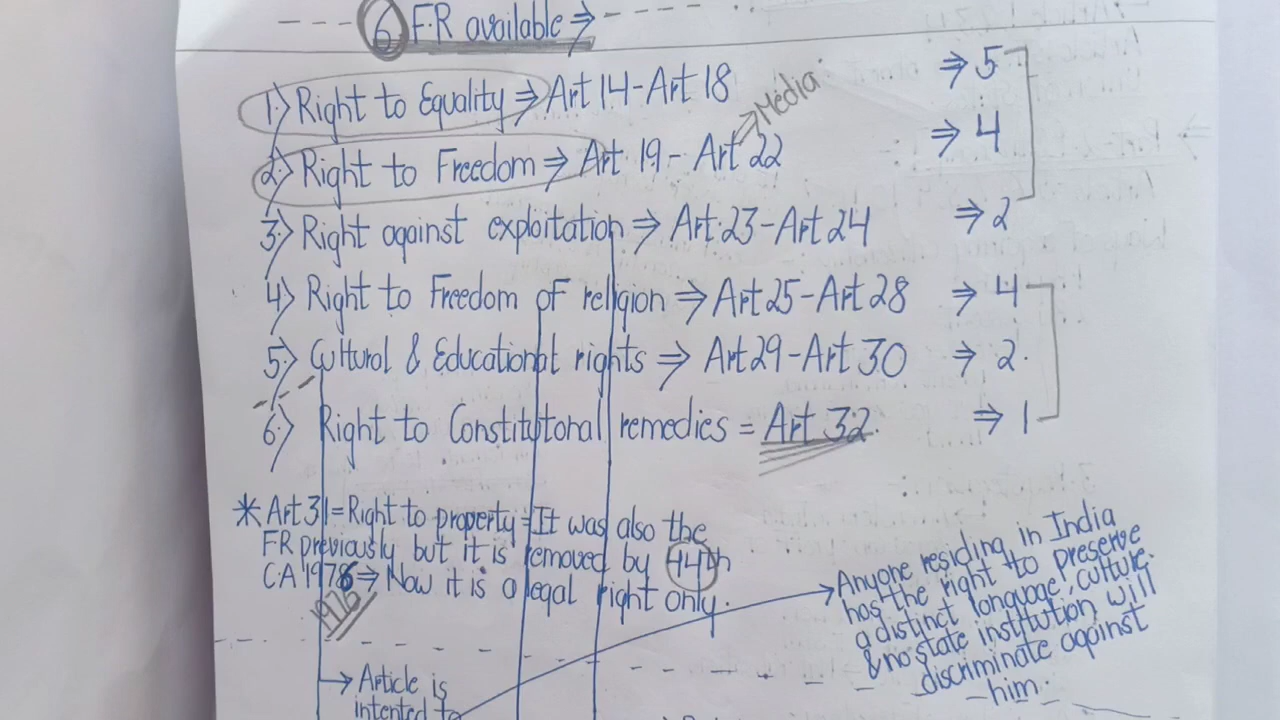 6 F.R available ⇒
1) Right to Equality ⇒ Art 14-Art 18 ⇒ 5
⇒ Media
2) Right to Freedom ⇒ Art 19 - Art 22 ⇒ 4
3) Right against exploitation ⇒ Art.23-Art 24 ⇒ 2
4) Right to Freedom of religion ⇒ Art 25-Art 28 ⇒ 4
5) Cultural & Educational rights ⇒ Art 29-Art 30 ⇒ 2.
6) Right to Constitutonal remedies = Art 32. ⇒ 1
* Art 31 = Right to property = It was also the
FR previously but it is removed by 44th
CA 1978 ⇒ Now it is a legal right only.
1976
→ Anyone residing in India
has the right to preserve
a distinct language, culture.
& no state institution will
discriminate against
him.
→ Article is
intented to